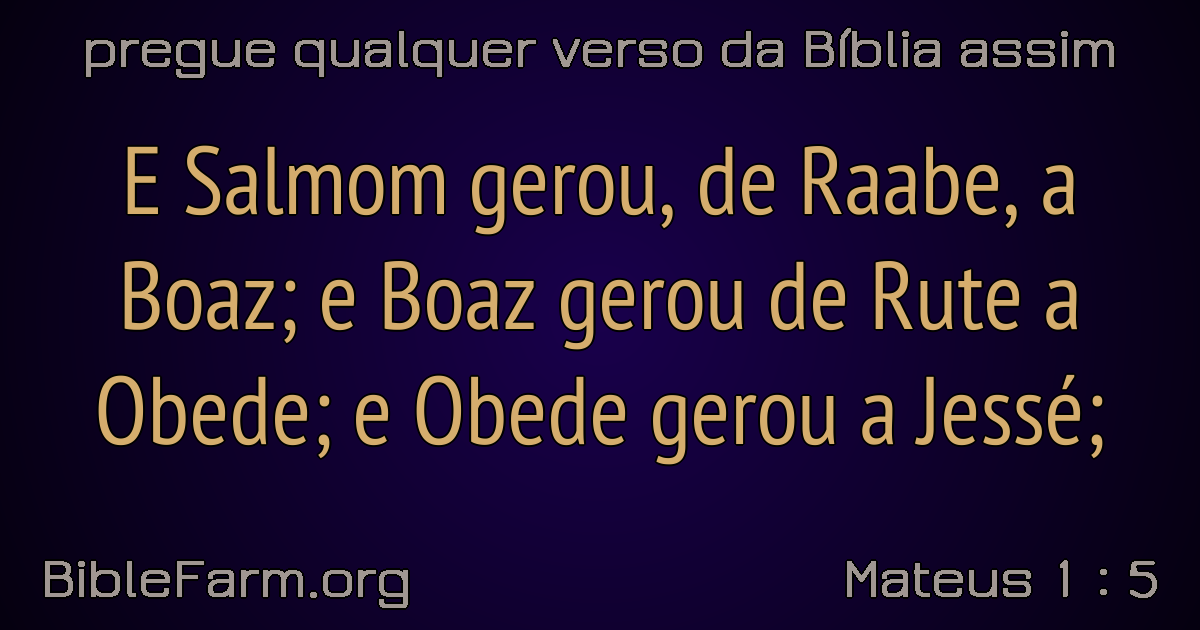 pregue qualquer verso da Bíblia assim
E Salmom gerou, de Raabe, a
Boaz; e Boaz gerou de Rute a
Obede; e Obede gerou a Jessé;
BibleFarm.org
Mateus 1 : 5